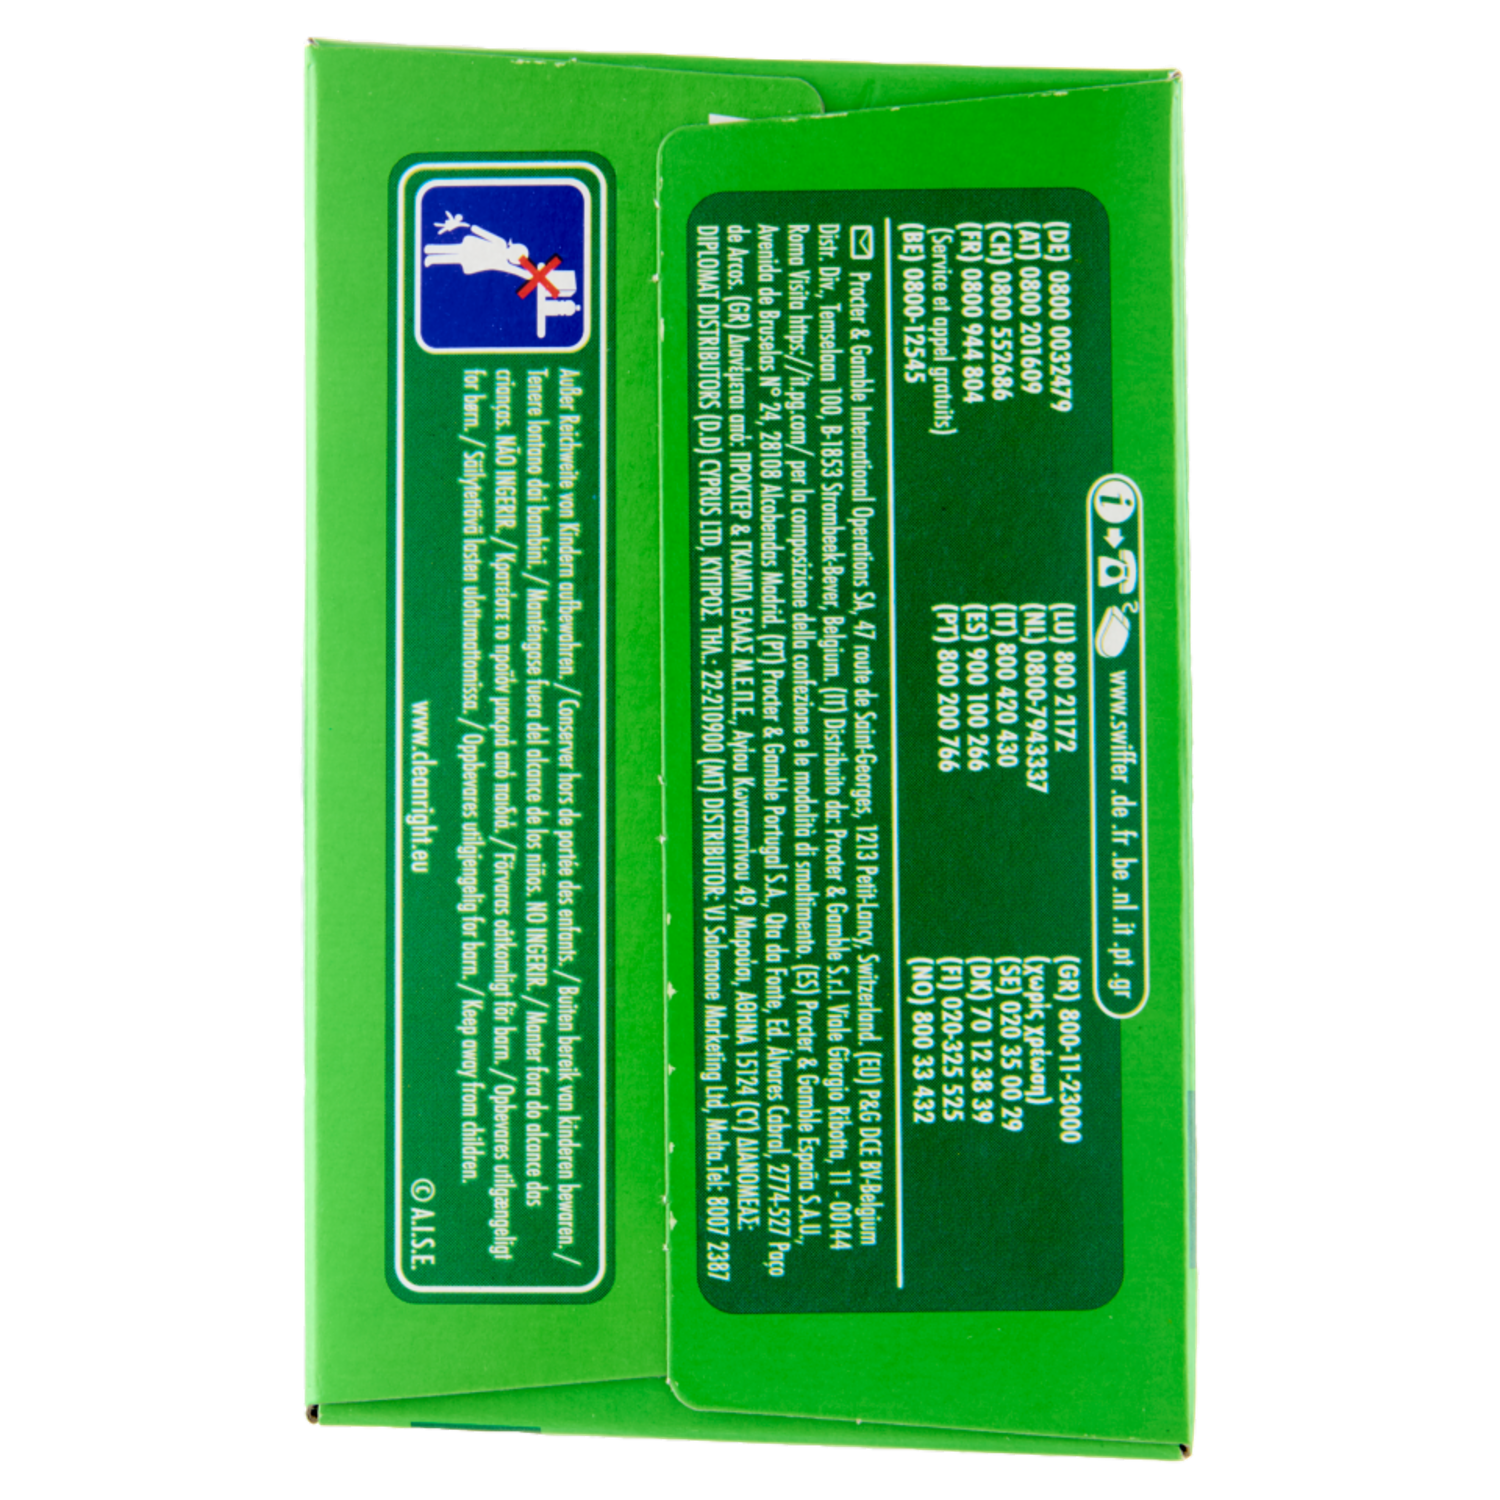 i
2
www.swiffer .de .fr .be .nl .it .pt .gr
(DE) 0800 0032479
(AT) 0800 201609
(CH) 0800 552686
(FR) 0800 944 804
(Service et appel gratuits)
(BE) 0800-12545
(LU) 800 21172
(NL) 0800-7943337
(IT) 800 420 430
(ES) 900 100 266
(PT) 800 200 766
(GR) 800-11-23000
(χωρίς χρέωση)
(SE) 020 35 00 29
(DK) 70 12 38 39
(FI) 020-325 525
(NO) 800 33 432
Procter & Gamble International Operations SA, 47 route de Saint-Georges, 1213 Petit-Lancy, Switzerland. (EU) P&G DCE BV-Belgium
Distr. Div., Temselaan 100, B-1853 Strombeek-Bever, Belgium. (IT) Distribuito da: Procter & Gamble S.r.l. Viale Giorgio Ribotta, 11 - 00144
Roma Visita https://it.pg.com/ per la composizione della confezione e le modalità di smaltimento. (ES) Procter & Gamble España S.A.U.,
Avenida de Bruselas Nº 24, 28108 Alcobendas Madrid. (PT) Procter & Gamble Portugal S.A., Qta da Fonte, Ed. Álvares Cabral, 2774-527 Paço
de Arcos. (GR) Διανέμεται από: ΠΡΟΚΤΕΡ & ΓΚΑΜΠΛ ΕΛΛΑΣ Μ.Ε.Π.Ε., Αγίου Κωνσταντίνου 49, Μαρούσι, ΑΘΗΝΑ 15124 (CY) ΔΙΑΝΟΜΕΑΣ:
DIPLOMAT DISTRIBUTORS (D.D) CYPRUS LTD, ΚΥΠΡΟΣ ΤΗΛ.: 22-210900 (MT) DISTRIBUTOR: VJ Salomone Marketing Ltd, Malta.Tel: 8007 2387
Außer Reichweite von Kindern aufbewahren. / Conserver hors de portée des enfants. / Buiten bereik van kinderen bewaren. /
Tenere lontano dai bambini. / Manténgase fuera del alcance de los niños. NO INGERIR. / Manter fora do alcance das
crianças. NÃO INGERIR. / Κρατείστε το προϊόν μακριά από παιδιά. / Förvaras oåtkomligt för barn. / Opbevares utilgængeligt
for børn. / Säilytettävä lasten ulottumattomissa. / Oppbevares utilgjengelig for barn. / Keep away from children.
www.cleanright.eu
© A.I.S.E.